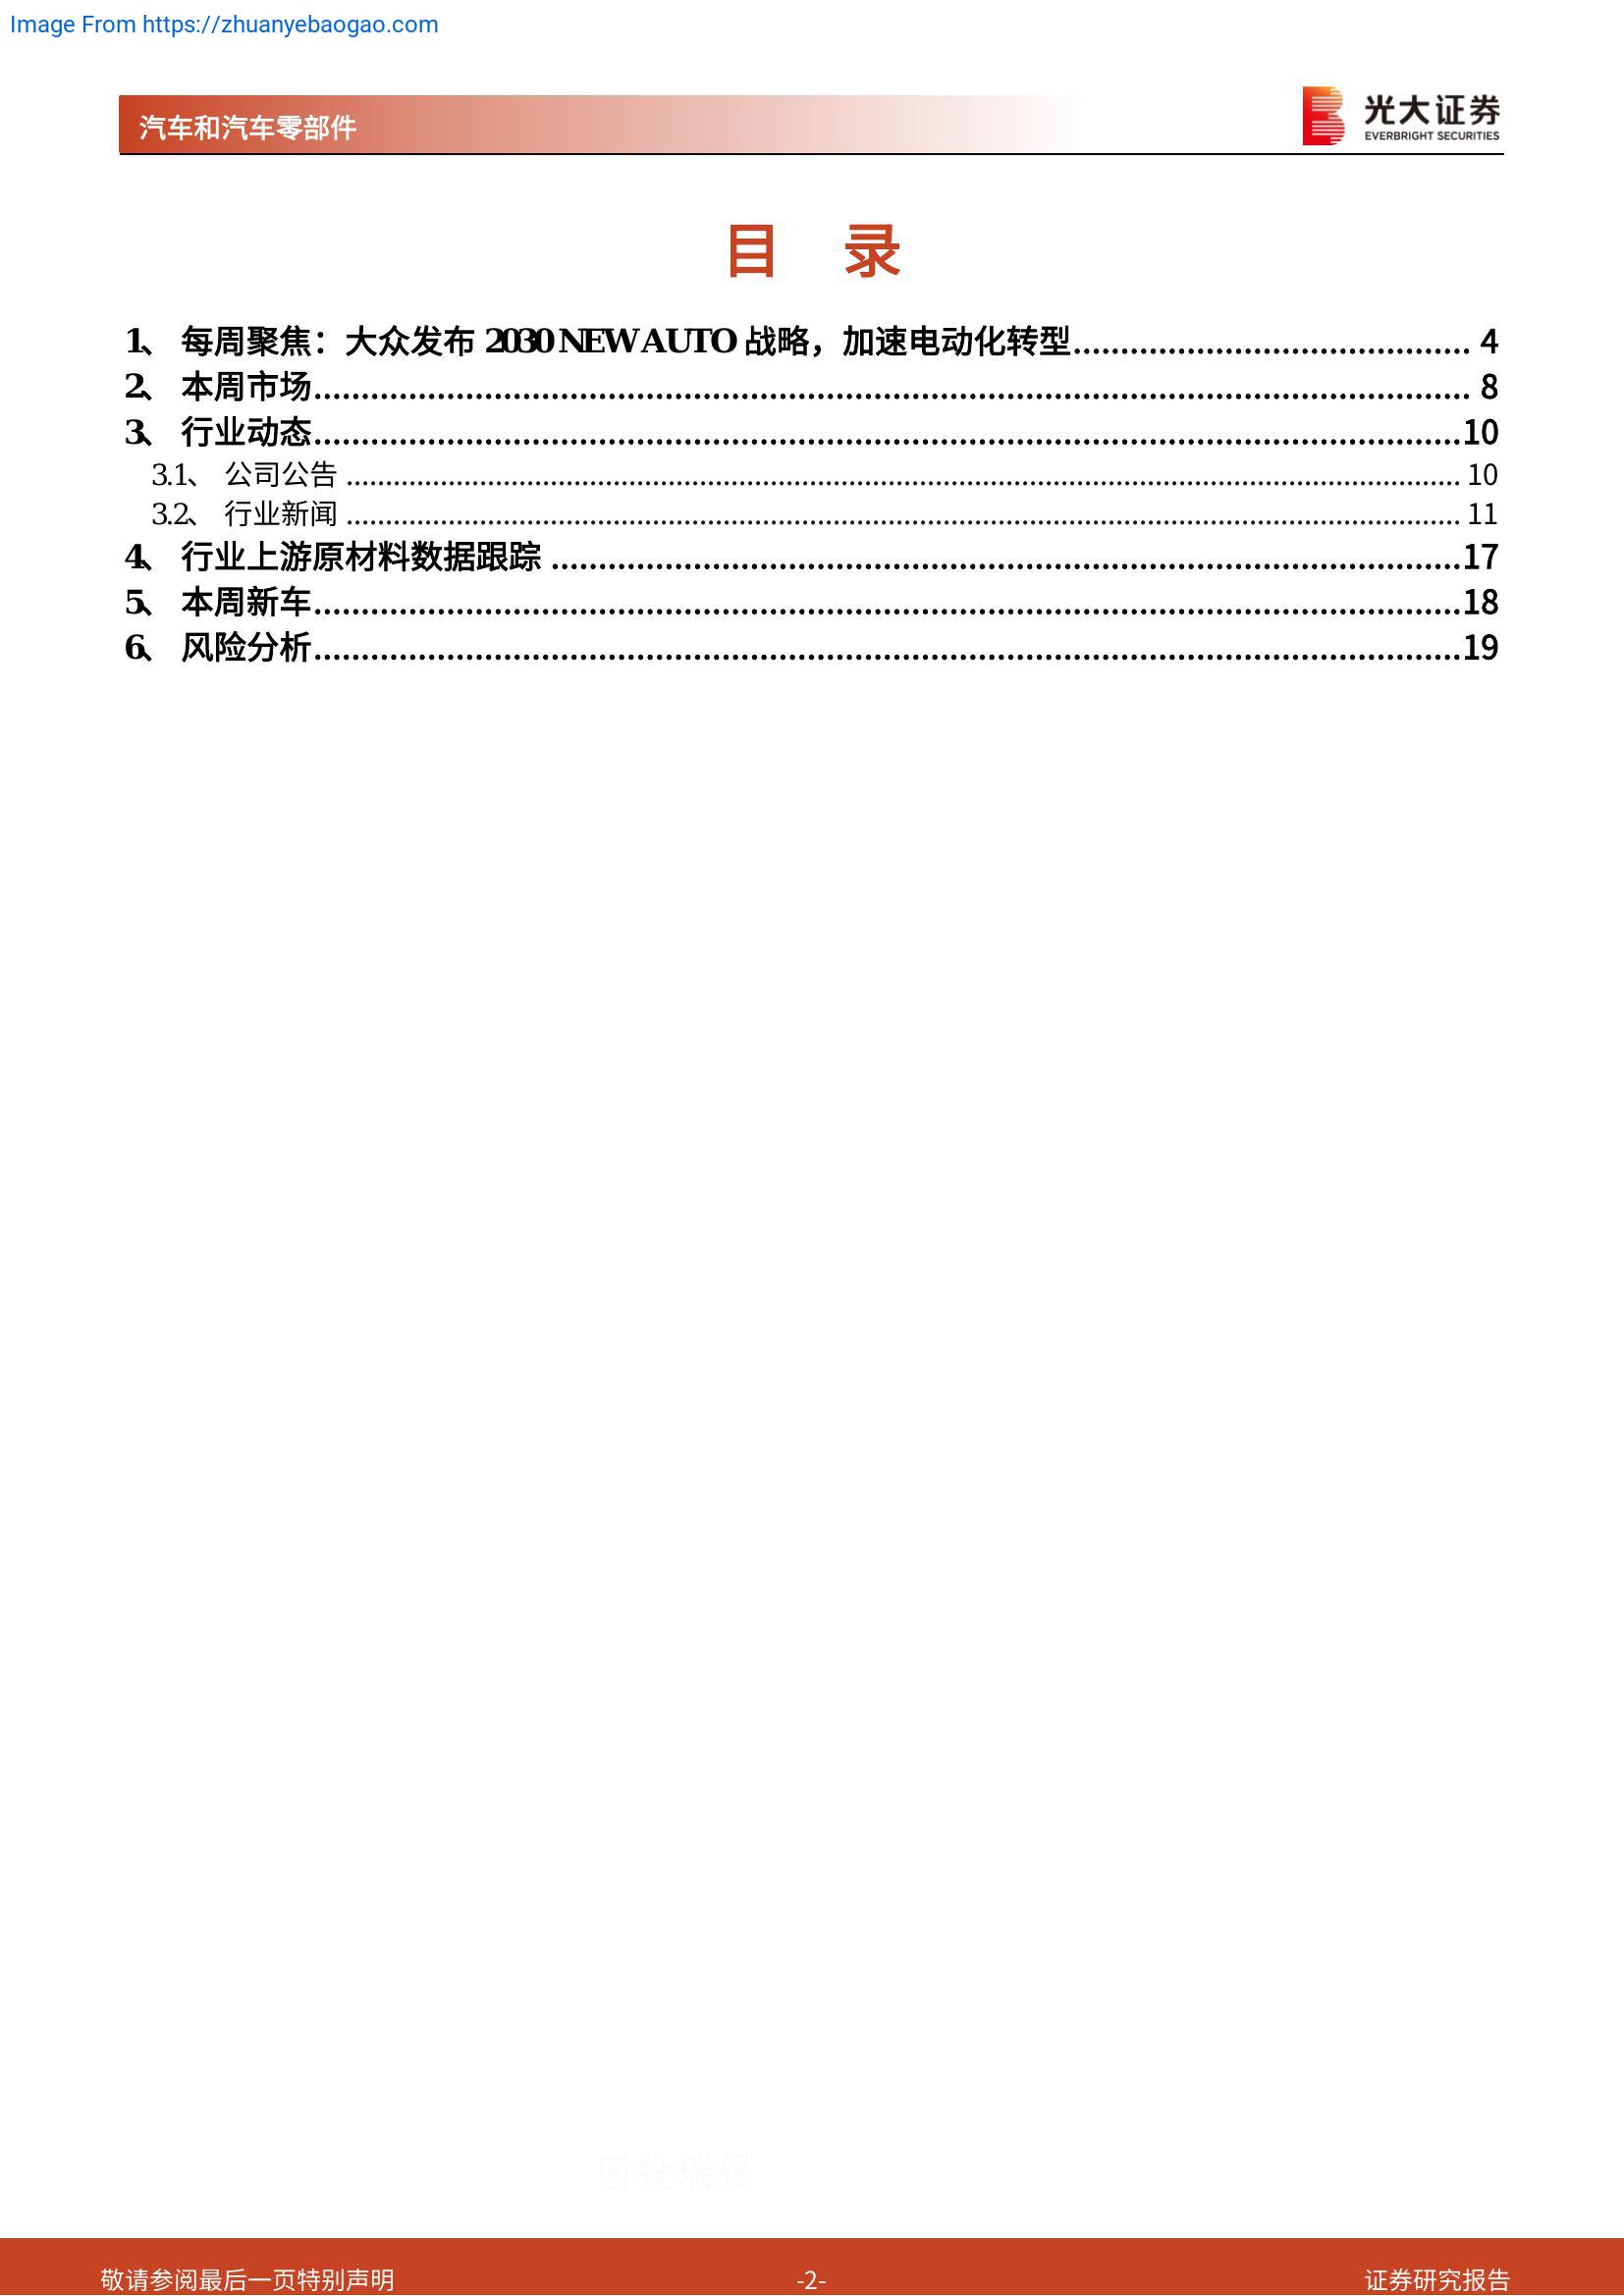 Image From https://zhuanyebaogao.com
汽车和汽车零部件
光大证券
EVERBRIGHT SECURITIES
目 录
1、 每周聚焦：大众发布 2030 NEW AUTO 战略，加速电动化转型 4
2、 本周市场 8
3、 行业动态 10
3.1、 公司公告 10
3.2、 行业新闻 11
4、 行业上游原材料数据跟踪 17
5、 本周新车 18
6、 风险分析 19
国投瑞银
敬请参阅最后一页特别声明 -2- 证券研究报告